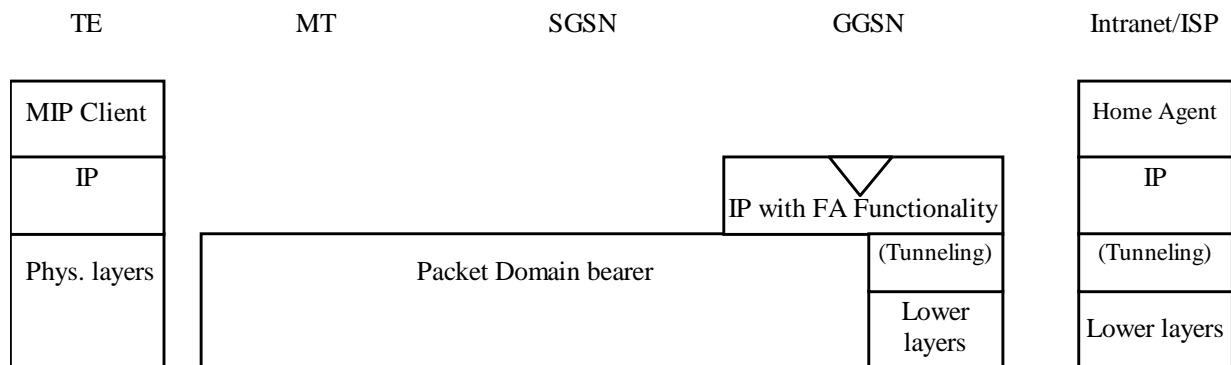 TE MT SGSN GGSN Intranet/ISP
MIP Client Home Agent
IP IP
IP with FA Functionality
(Tunneling) (Tunneling)
Phys. layers Packet Domain bearer
Lower
layers
Lower layers